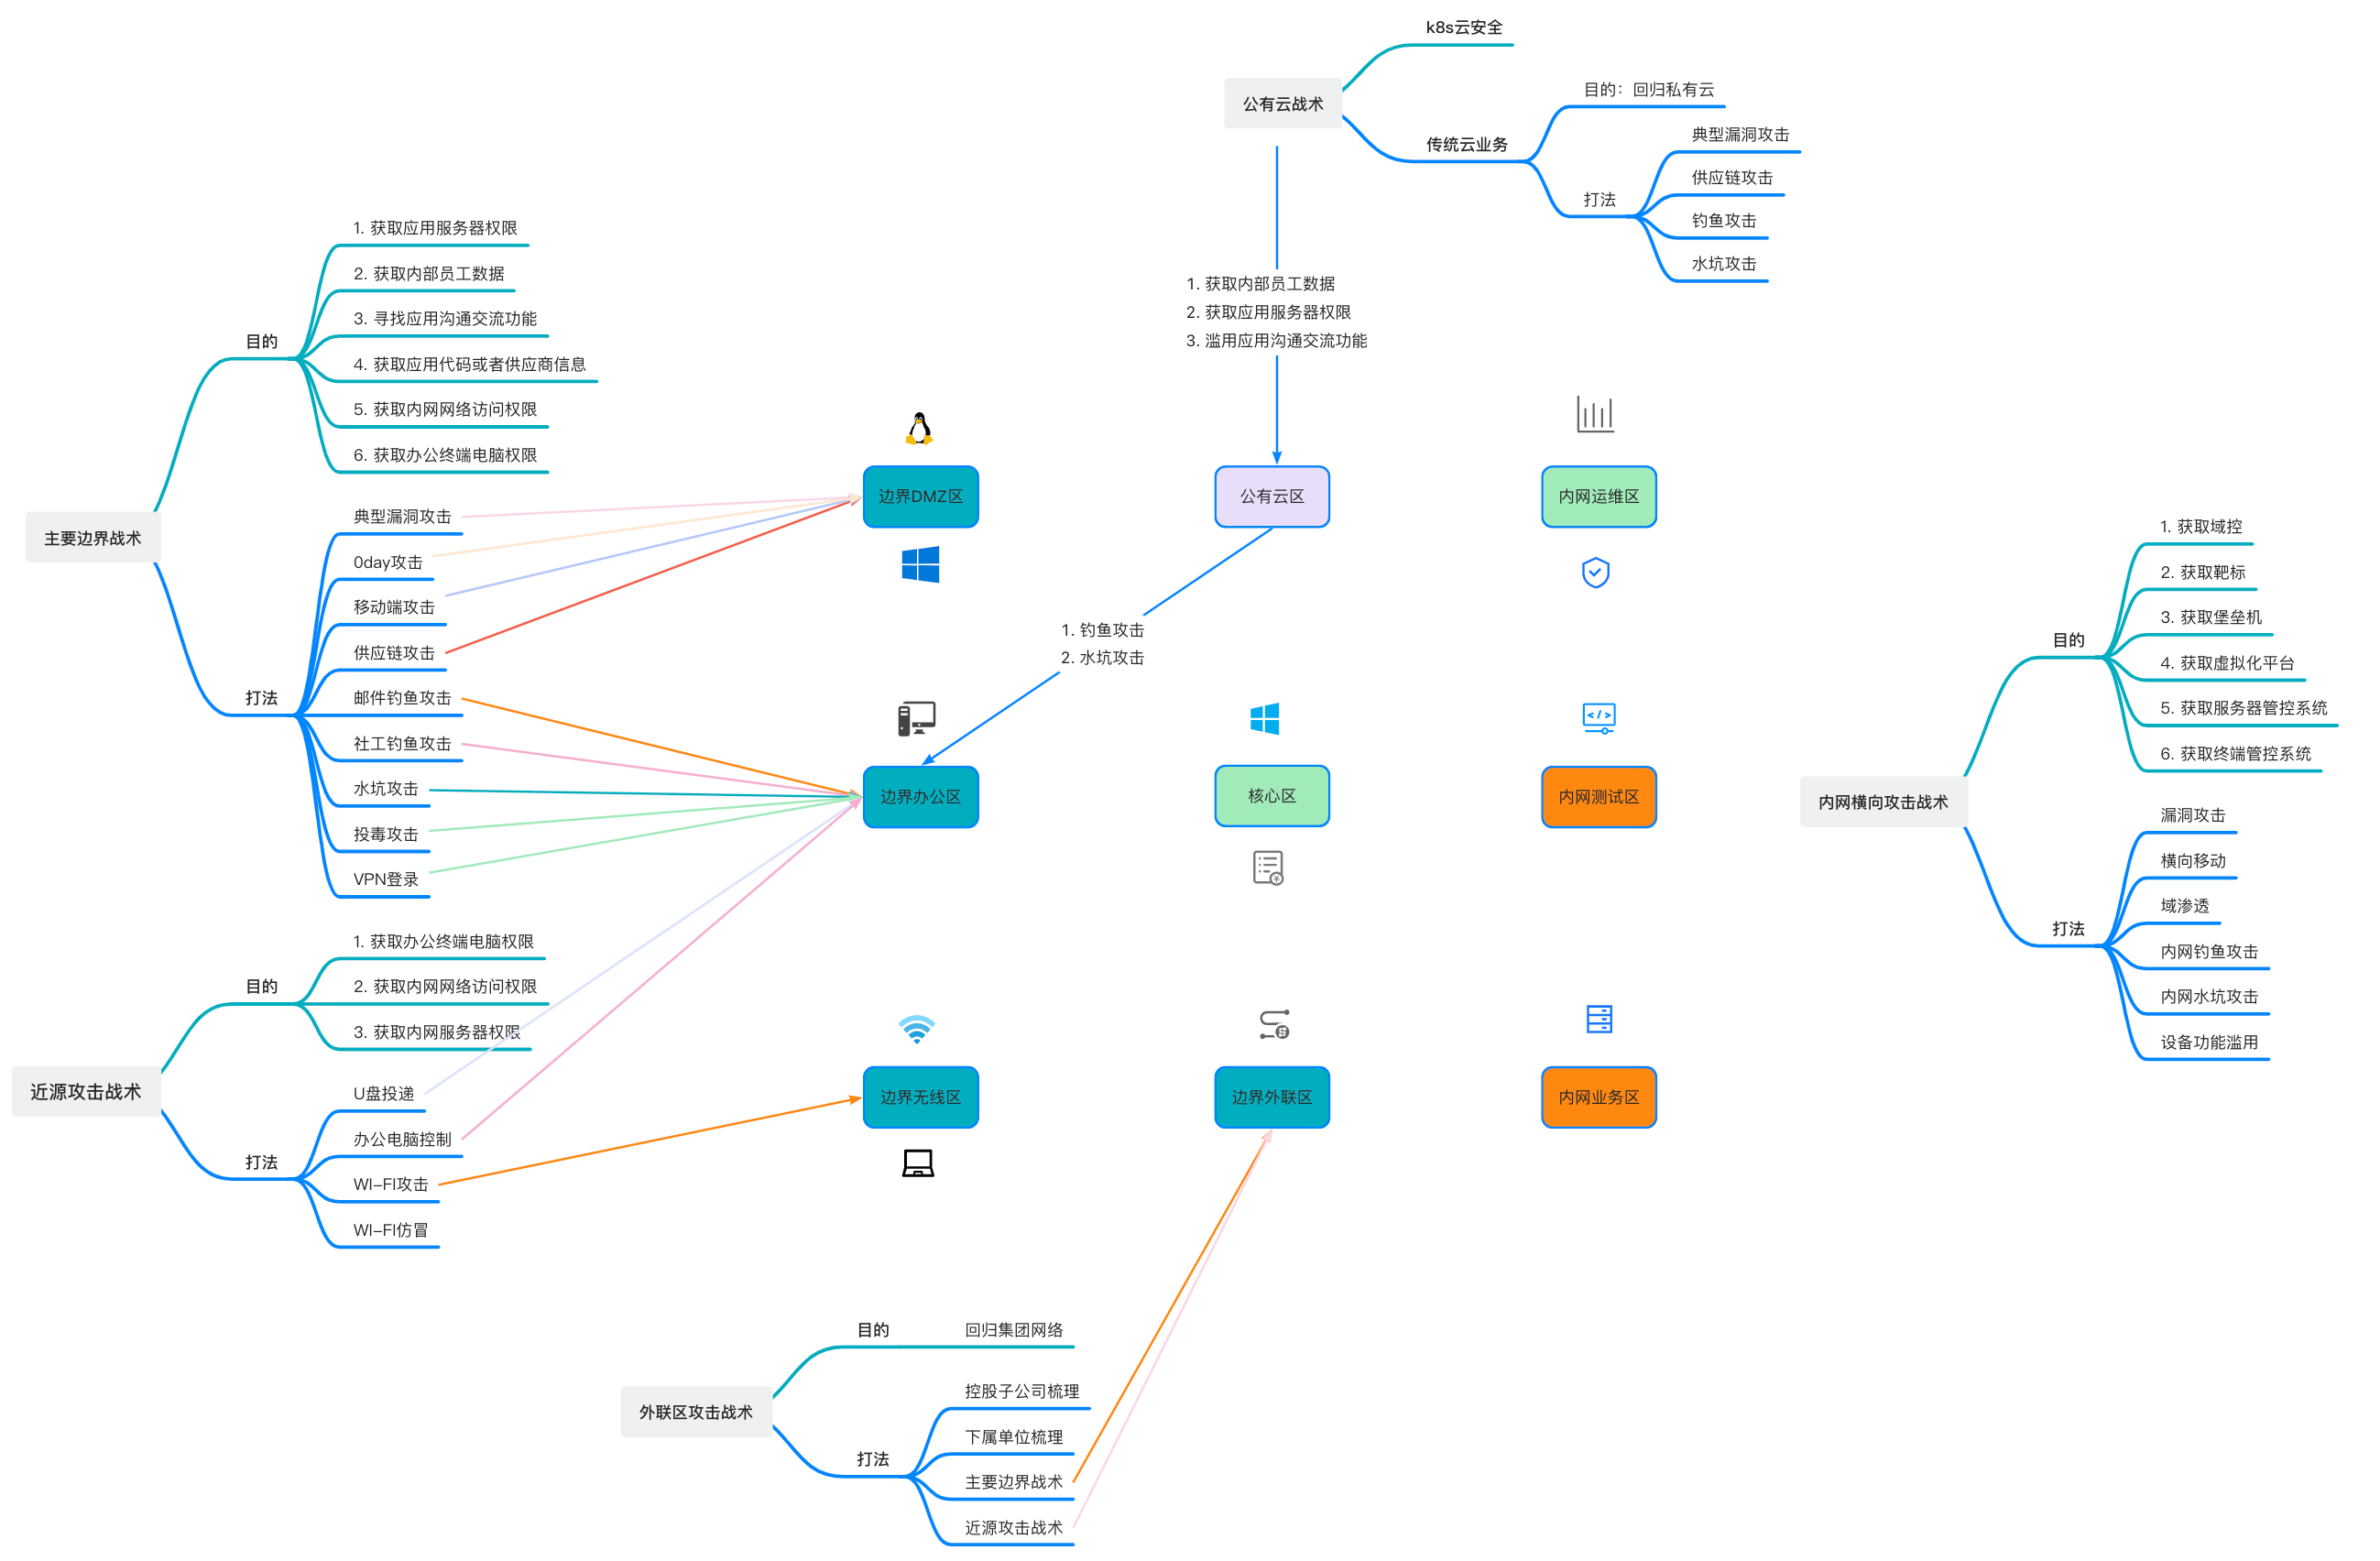 k8s云安全
公有云战术
目的：回归私有云
传统云业务
典型漏洞攻击
供应链攻击
打法
钓鱼攻击
水坑攻击
1. 获取内部员工数据
2. 获取应用服务器权限
3. 滥用应用沟通交流功能
主要边界战术
目的
1. 获取应用服务器权限
2. 获取内部员工数据
3. 寻找应用沟通交流功能
4. 获取应用代码或者供应商信息
5. 获取内网网络访问权限
6. 获取办公终端电脑权限
打法
典型漏洞攻击
0day攻击
移动端攻击
供应链攻击
邮件钓鱼攻击
社工钓鱼攻击
水坑攻击
投毒攻击
VPN登录
边界DMZ区
公有云区
内网运维区
1. 钓鱼攻击
2. 水坑攻击
边界办公区
核心区
内网测试区
边界无线区
边界外联区
内网业务区
内网横向攻击战术
目的
1. 获取域控
2. 获取靶标
3. 获取堡垒机
4. 获取虚拟化平台
5. 获取服务器管控系统
6. 获取终端管控系统
打法
漏洞攻击
横向移动
域渗透
内网钓鱼攻击
内网水坑攻击
设备功能滥用
近源攻击战术
目的
1. 获取办公终端电脑权限
2. 获取内网网络访问权限
3. 获取内网服务器权限
打法
U盘投递
办公电脑控制
WI-FI攻击
WI-FI仿冒
外联区攻击战术
目的
回归集团网络
打法
控股子公司梳理
下属单位梳理
主要边界战术
近源攻击战术